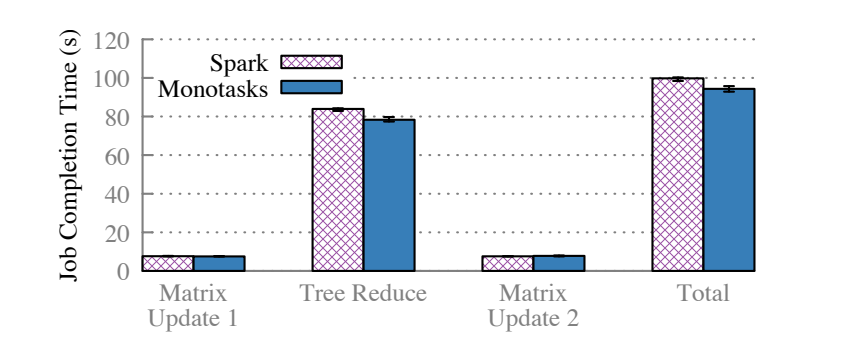 Job Completion Time (s)
120
100
80
60
40
20
0
Spark
Monotasks
Matrix
Update 1
Tree Reduce
Matrix
Update 2
Total